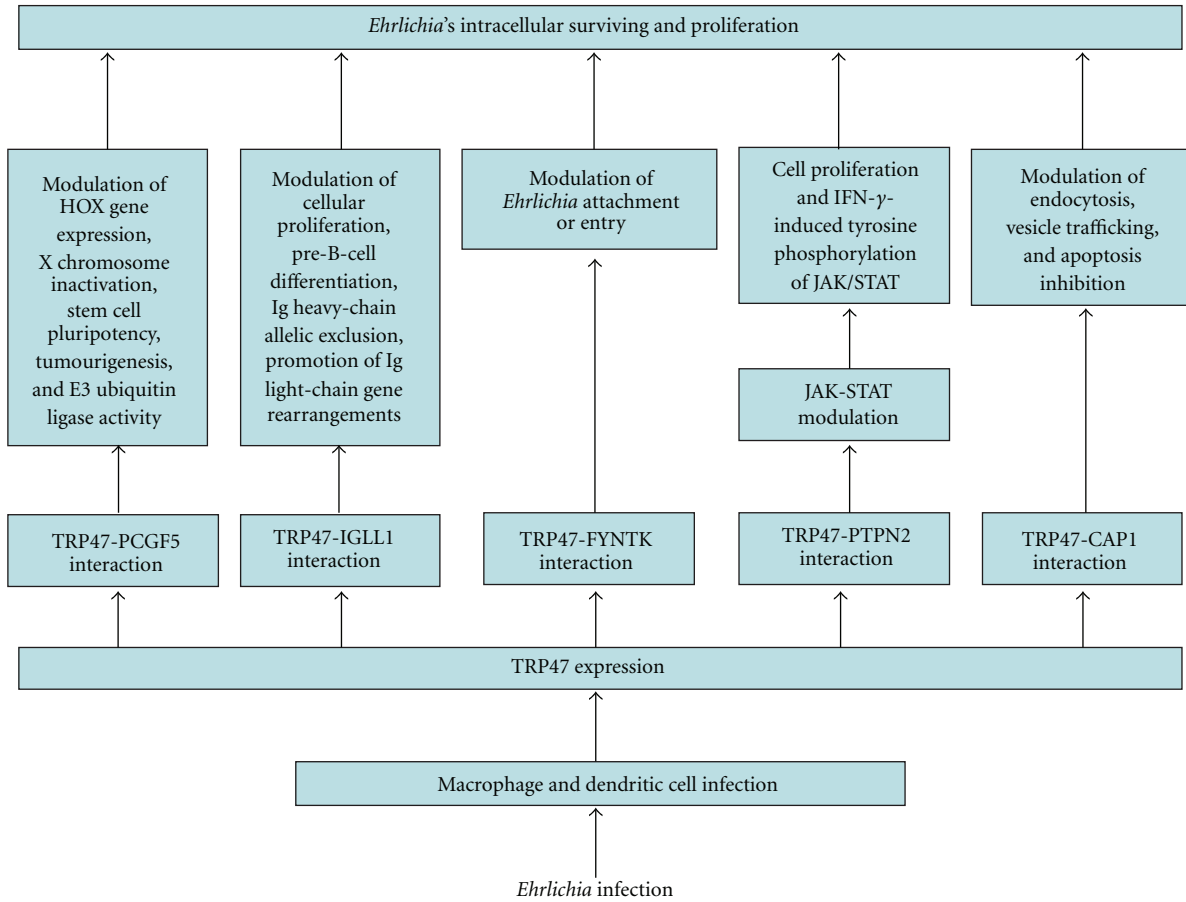 Ehrlichia's intracellular surviving and proliferation
Modulation of
HOX gene
expression,
X chromosome
inactivation,
stem cell
pluripotency,
tumourigenesis,
and E3 ubiquitin
ligase activity
Modulation of
cellular
proliferation,
pre-B-cell
differentiation,
Ig heavy-chain
allelic exclusion,
promotion of Ig
light-chain gene
rearrangements
Modulation of
Ehrlichia attachment
or entry
Cell proliferation
and IFN-γ-
induced tyrosine
phosphorylation
of JAK/STAT
Modulation of
endocytosis,
vesicle trafficking,
and apoptosis
inhibition
JAK-STAT
modulation
TRP47-PCGF5
interaction
TRP47-IGLL1
interaction
TRP47-FYNTK
interaction
TRP47-PTPN2
interaction
TRP47-CAP1
interaction
TRP47 expression
Macrophage and dendritic cell infection
Ehrlichia infection